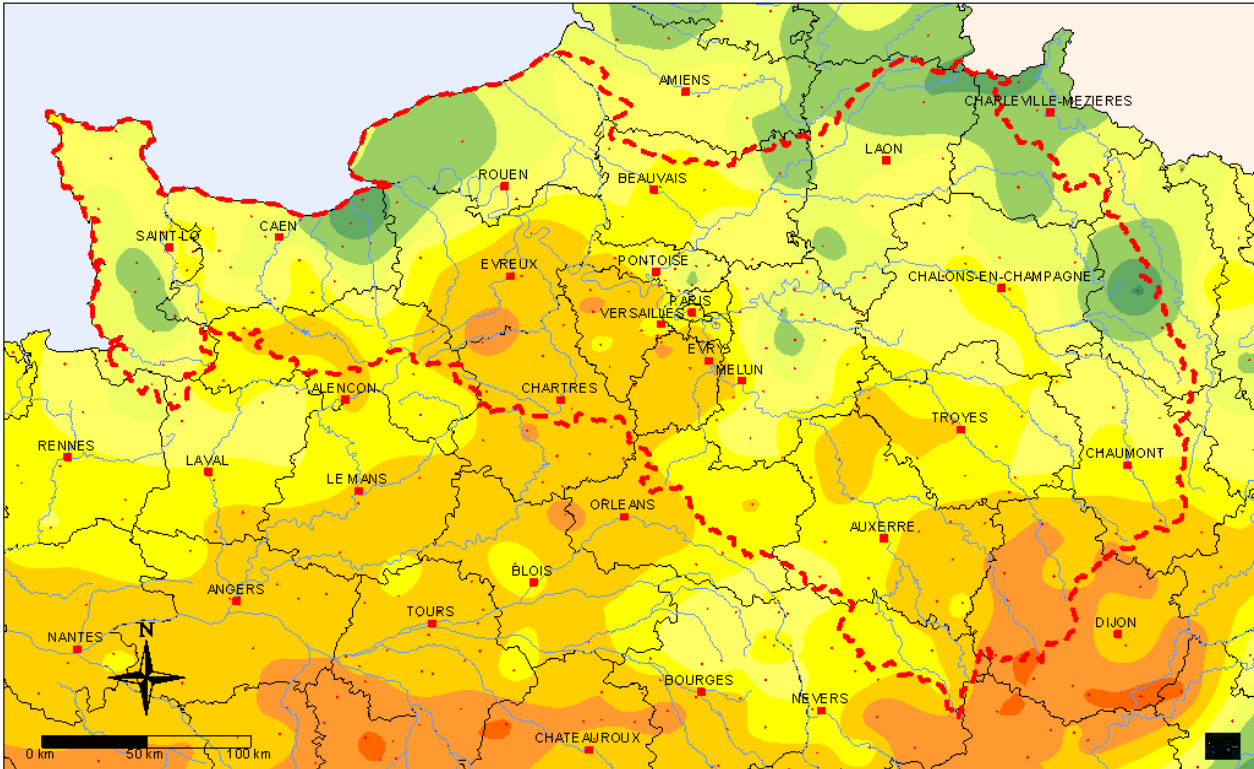 AMIENS
CHARLEVILLE-MEZIERES
LAON
ROUEN
BEAUVAIS
SAINT-LO
CAEN
PONTOISE
EVREUX
CHALONS-EN-CHAMPAGNE
PARIS
VERSAILLES
EVRY
MELUN
ALENCON
CHARTRES
TROYES
RENNES
CHAUMONT
LAVAL
LE MANS
ORLEANS
AUXERRE
BLOIS
ANGERS
TOURS
DIJON
NANTES
N
BOURGES
NEVERS
CHATEAUROUX
0 km 50 km 100 km